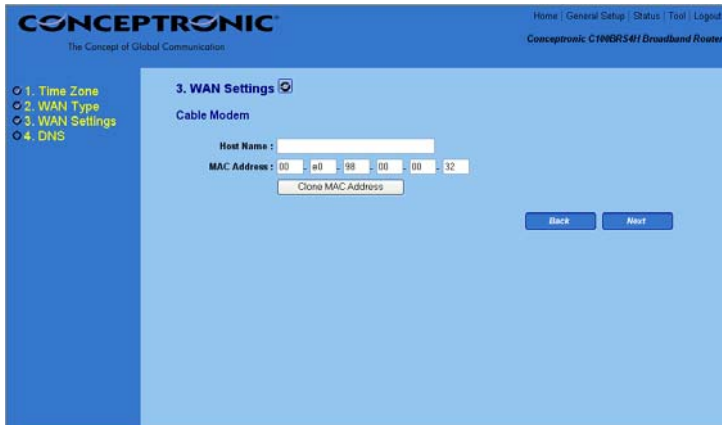 CONCEPTRONIC
The Concept of Global Communication
Home | General Setup | Status | Tool | Logout
Conceptronic C100BRS4H Broadband Router
1. Time Zone
2. WAN Type
3. WAN Settings
4. DNS
3. WAN Settings
Cable Modem
Host Name :
MAC Address : 00 - e0 - 98 - 00 - 00 - 32
Clone MAC Address
Back Next